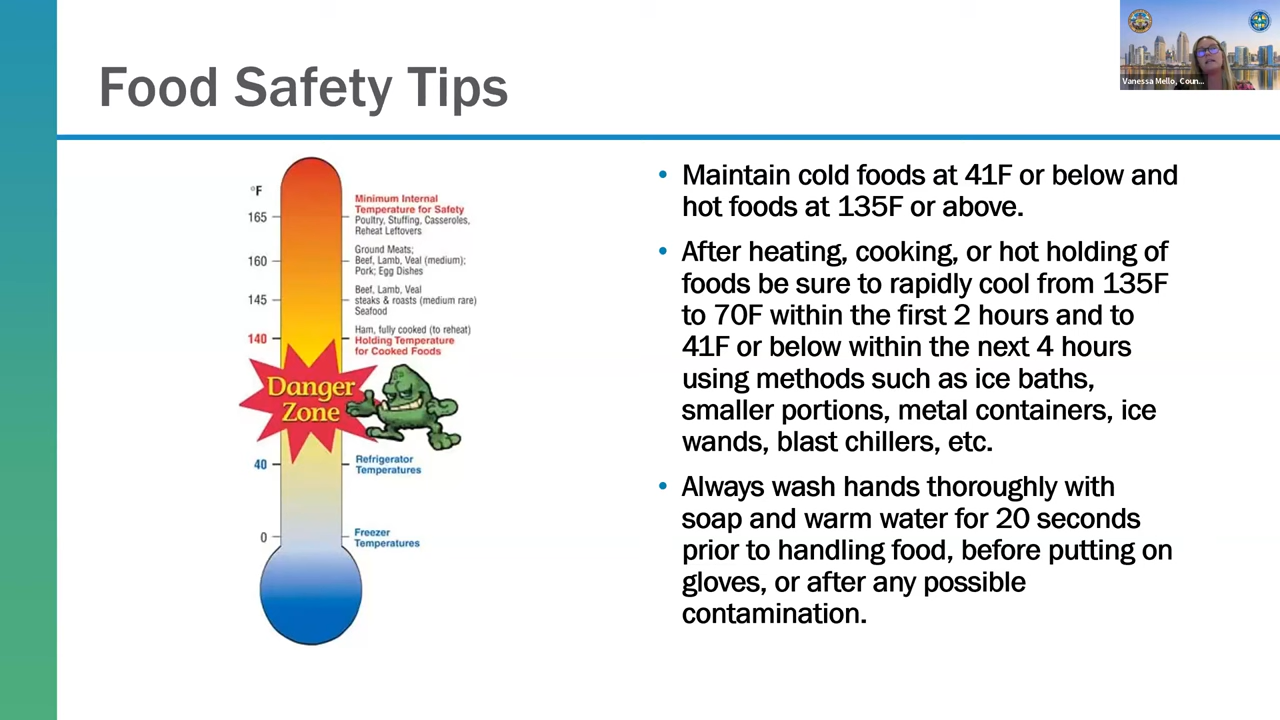 Food Safety Tips
Vanessa Mello, Coun...
°F
165
Minimum Internal
Temperature for Safety
Poultry, Stuffing, Casseroles,
Reheat Leftovers
160
Ground Meats;
Beef, Lamb, Veal (medium);
Pork; Egg Dishes
145
Beef, Lamb, Veal
steaks & roasts (medium rare)
Seafood
140
Ham, fully cooked (to reheat)
Holding Temperature
for Cooked Foods
Danger
Zone
40
Refrigerator
Temperatures
0
Freezer
Temperatures
• Maintain cold foods at 41F or below and
hot foods at 135F or above.
• After heating, cooking, or hot holding of
foods be sure to rapidly cool from 135F
to 70F within the first 2 hours and to
41F or below within the next 4 hours
using methods such as ice baths,
smaller portions, metal containers, ice
wands, blast chillers, etc.
• Always wash hands thoroughly with
soap and warm water for 20 seconds
prior to handling food, before putting on
gloves, or after any possible
contamination.